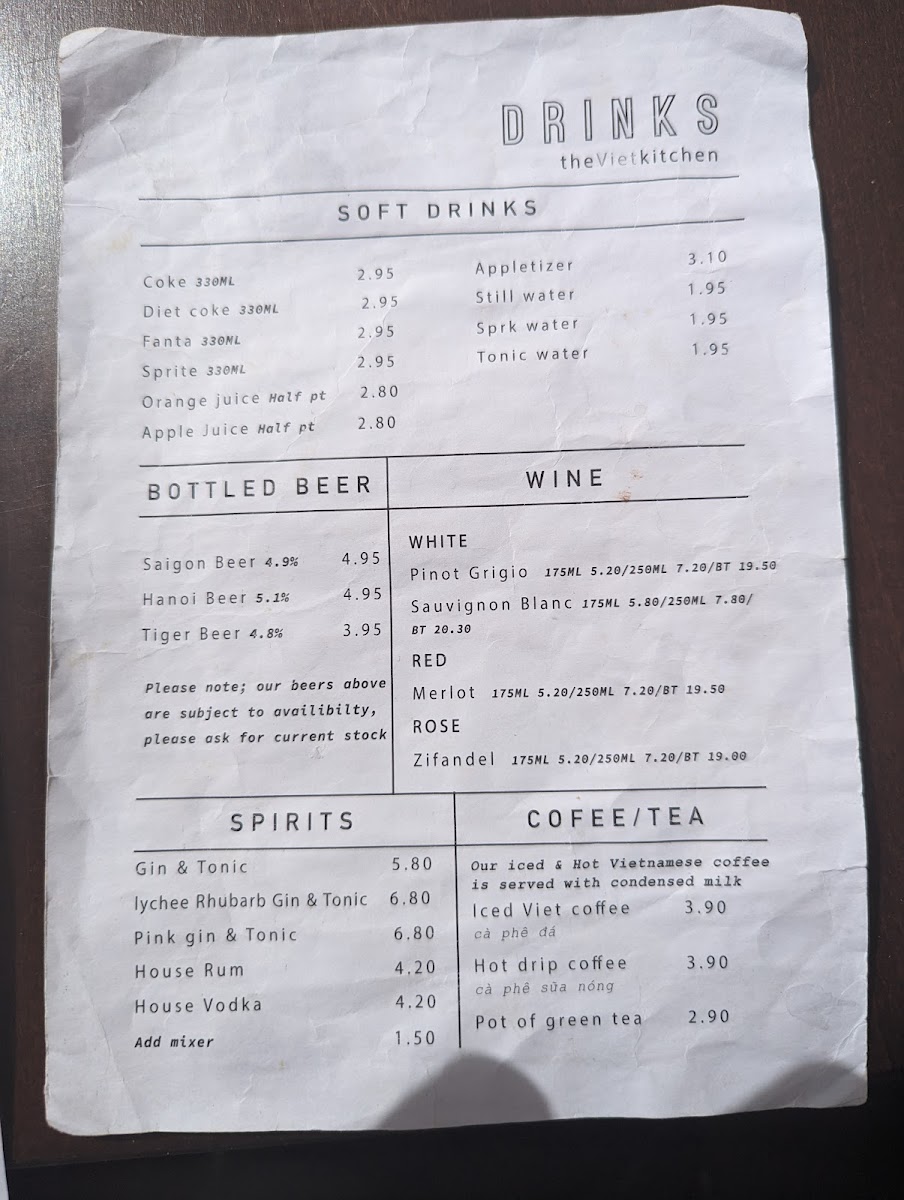 DRINKS
theVietkitchen
SOFT DRINKS
Coke 330ML 2.95
Diet coke 330ML 2.95
Fanta 330ML 2.95
Sprite 330ML 2.95
Orange juice Half pt 2.80
Apple Juice Half pt 2.80
Appletizer 3.10
Still water 1.95
Sprk water 1.95
Tonic water 1.95
BOTTLED BEER
Saigon Beer 4.9% 4.95
Hanoi Beer 5.1% 4.95
Tiger Beer 4.8% 3.95
Please note; our beers above
are subject to availibilty,
please ask for current stock
WINE
WHITE
Pinot Grigio 175ML 5.20/250ML 7.20/BT 19.50
Sauvignon Blanc 175ML 5.80/250ML 7.80/
BT 20.30
RED
Merlot 175ML 5.20/250ML 7.20/BT 19.50
ROSE
Zifandel 175ML 5.20/250ML 7.20/BT 19.00
SPIRITS
Gin & Tonic 5.80
lychee Rhubarb Gin & Tonic 6.80
Pink gin & Tonic 6.80
House Rum 4.20
House Vodka 4.20
Add mixer 1.50
COFEE/TEA
Our iced & Hot Vietnamese coffee
is served with condensed milk
Iced Viet coffee 3.90
cà phê đá
Hot drip coffee 3.90
cà phê sữa nóng
Pot of green tea 2.90